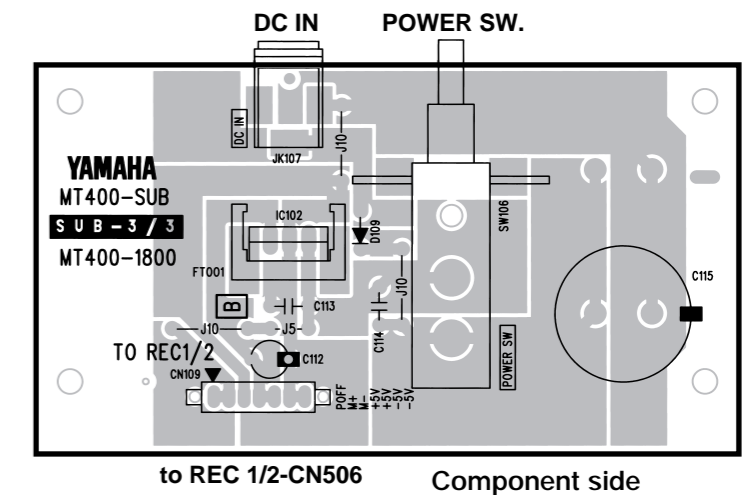 DC IN
POWER SW.
DC IN
JK107
J10
YAMAHA
MT400-SUB
SUB-3/3
MT400-1800
IC102
D109
SW106
FT001
B
C113
J10
C114
C115
J10
J5
TO REC1/2
C112
CN109
POWER SW
POFF
M+
M-
+5V
+5V
-5V
-5V
to REC 1/2-CN506
Component side